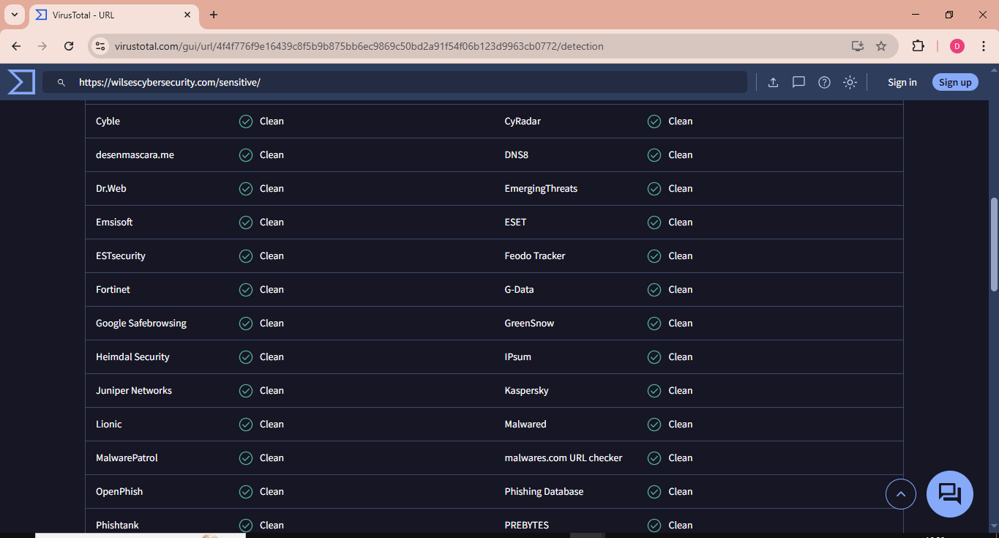 VirusTotal - URL
virustotal.com/gui/url/4f4f776f9e16439c8f5b9b875bb6ec9869c50bd2a91f54f06b123d9963cb0772/detection
D
https://wilsescybersecurity.com/sensitive/
Sign in
Sign up
Cyble Clean CyRadar Clean
desenmascara.me Clean DNS8 Clean
Dr.Web Clean EmergingThreats Clean
Emsisoft Clean ESET Clean
ESTsecurity Clean Feodo Tracker Clean
Fortinet Clean G-Data Clean
Google Safebrowsing Clean GreenSnow Clean
Heimdal Security Clean IPsum Clean
Juniper Networks Clean Kaspersky Clean
Lionic Clean Malwared Clean
MalwarePatrol Clean malwares.com URL checker Clean
OpenPhish Clean Phishing Database Clean
Phishtank Clean PREBYTES Clean